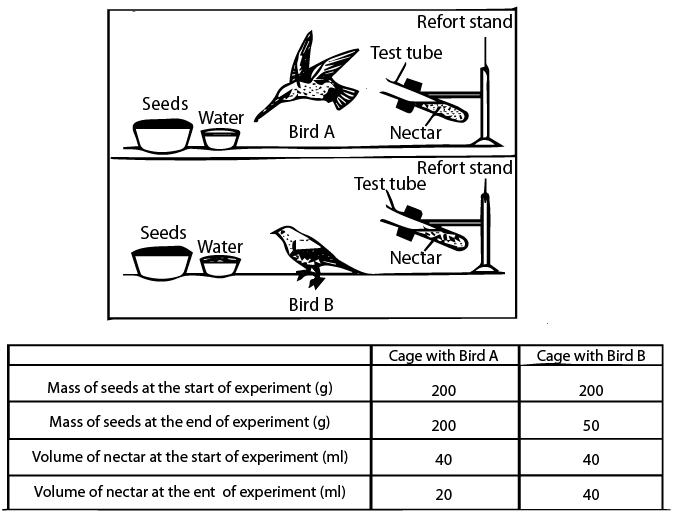 Refort stand
Test tube
Seeds
Water
Bird A
Nectar
Refort stand
Test tube
Seeds
Water
Nectar
Bird B
Cage with Bird A Cage with Bird B
Mass of seeds at the start of experiment (g) 200 200
Mass of seeds at the end of experiment (g) 200 50
Volume of nectar at the start of experiment (ml) 40 40
Volume of nectar at the ent of experiment (ml) 20 40